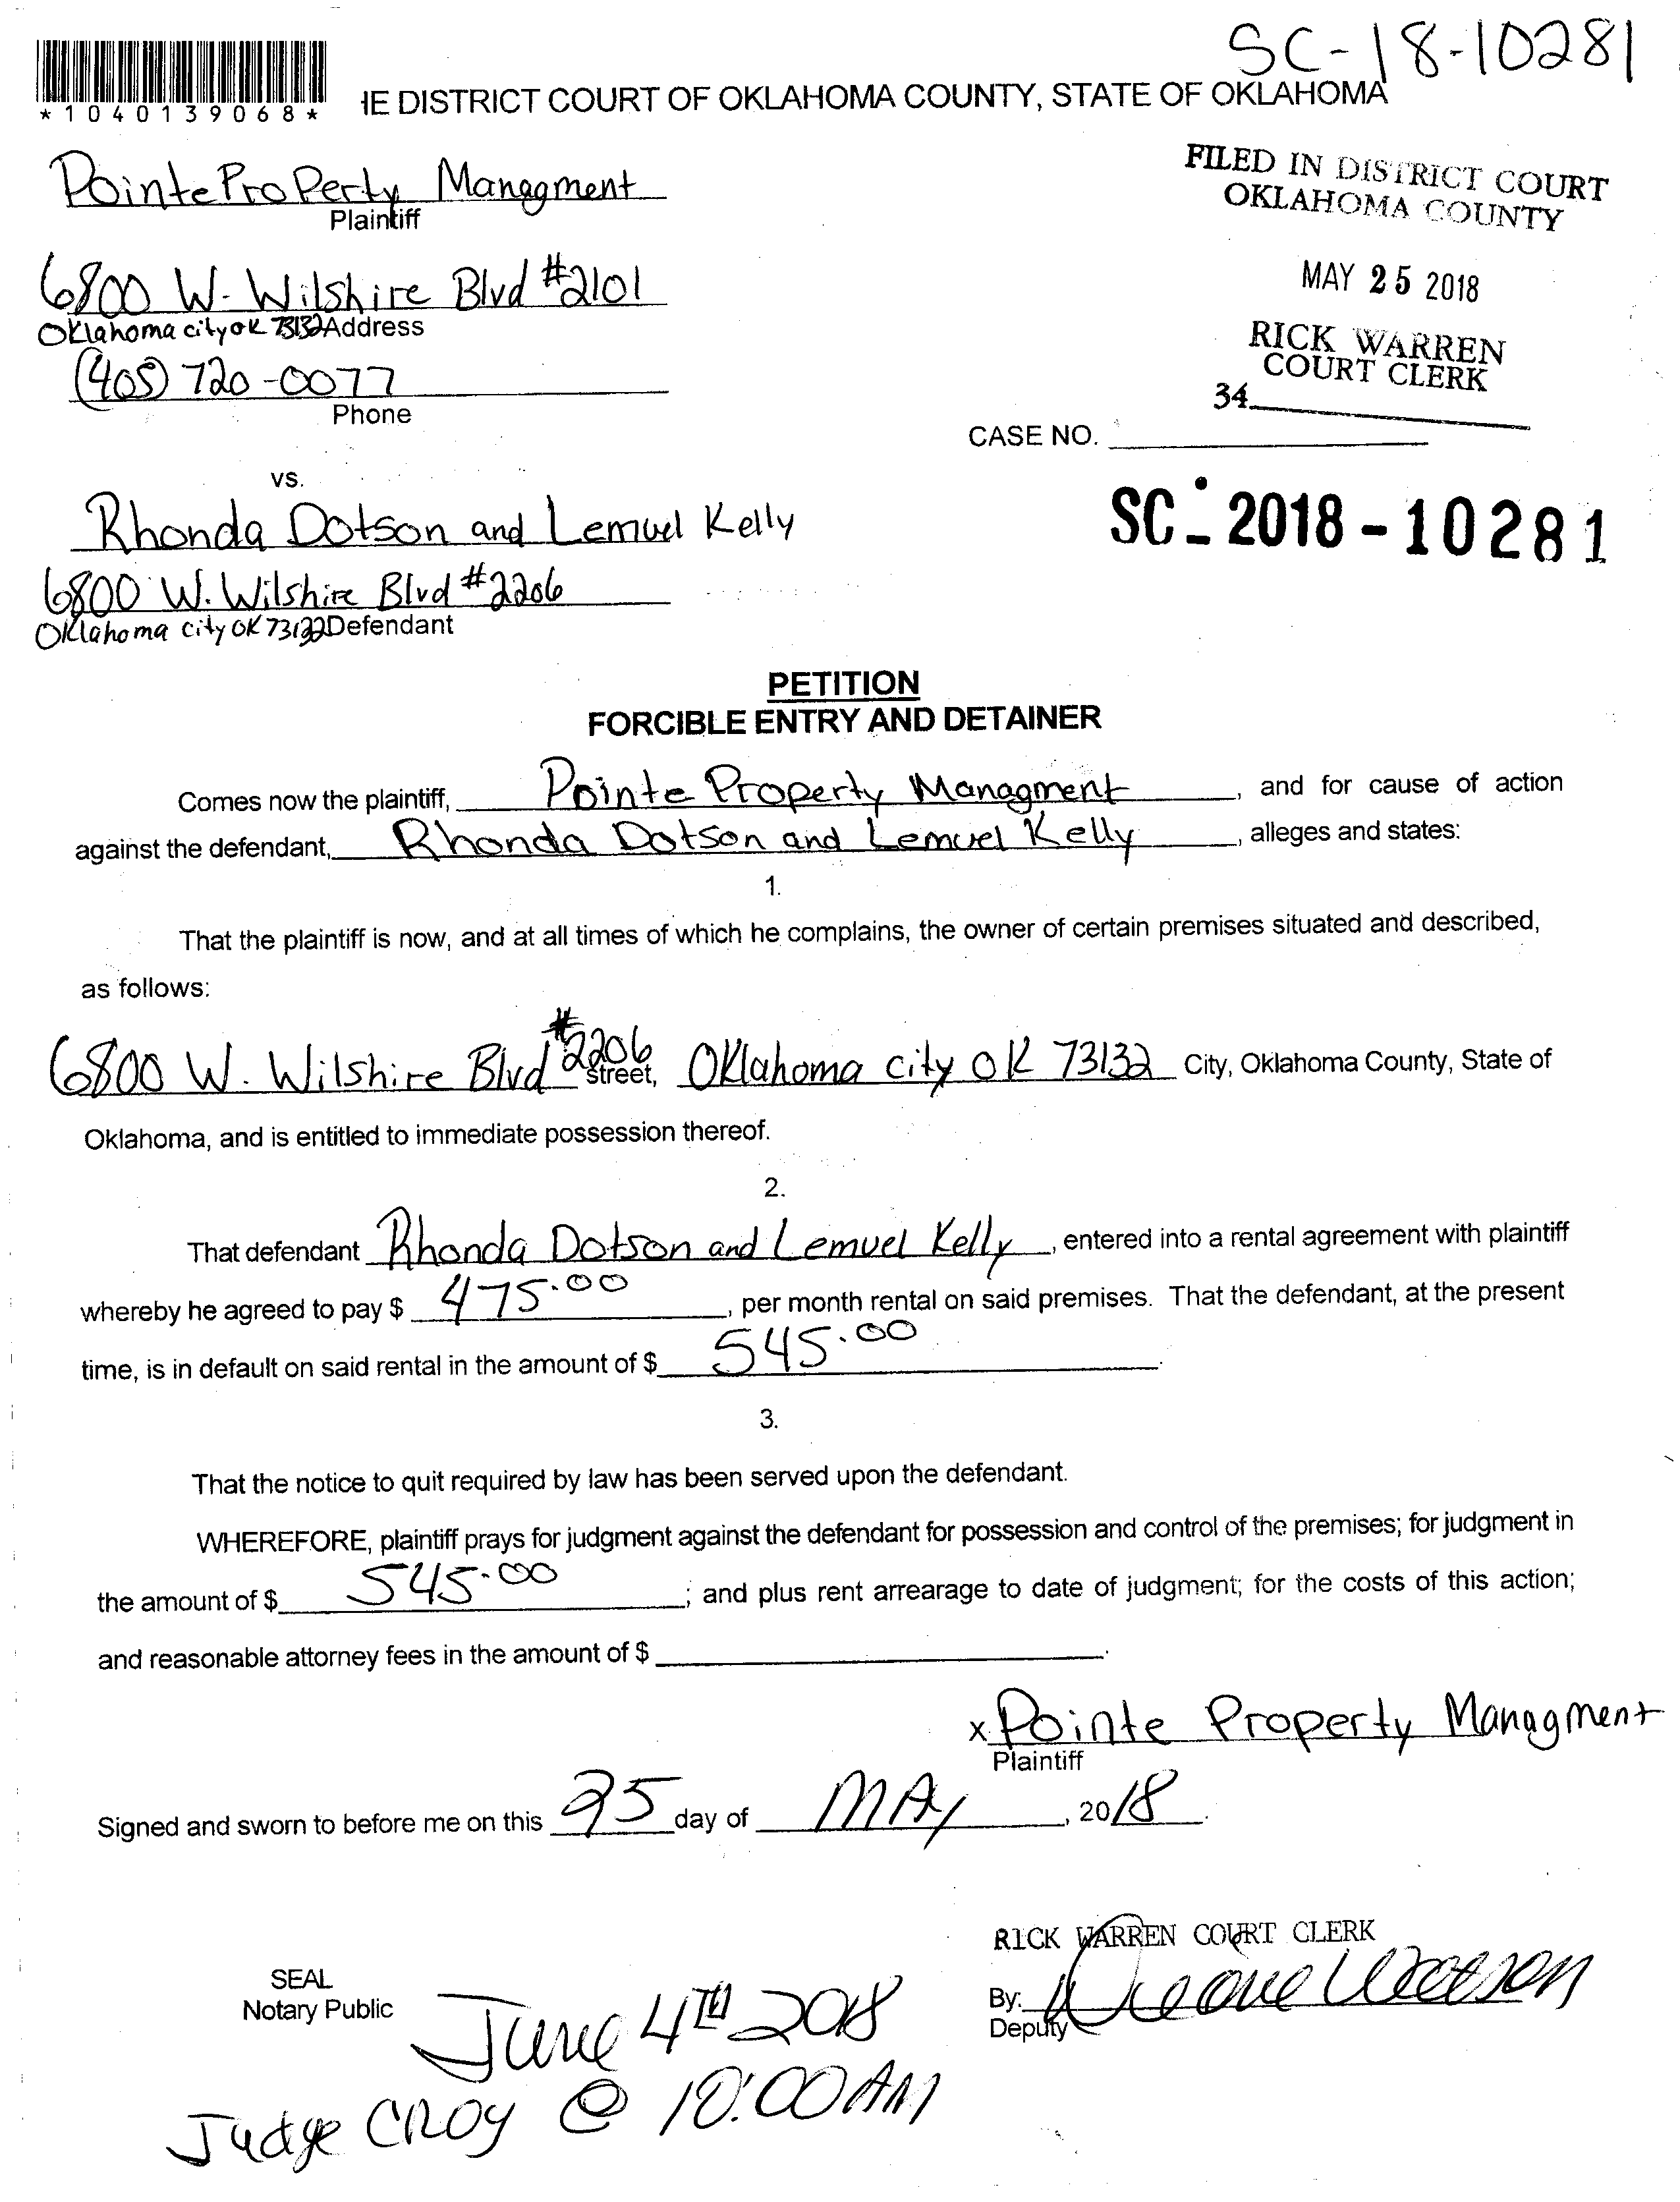 SC-18-10281
*1040139068*
IE DISTRICT COURT OF OKLAHOMA COUNTY, STATE OF OKLAHOMA
FILED IN DISTRICT COURT
OKLAHOMA COUNTY
Pointe Property Managment
Plaintiff
6800 W. Wilshire Blvd #2101
Oklahoma city OK 73132 Address
MAY 25 2018
RICK WARREN
COURT CLERK
(405) 720-0077
Phone
34
CASE NO.
vs.
Rhonda Dotson and Lemuel Kelly
SC-2018-10281
6800 W. Wilshire Blvd #2206
Oklahoma city OK 73132 Defendant
PETITION
FORCIBLE ENTRY AND DETAINER
Comes now the plaintiff, Pointe Property Managment, and for cause of action
against the defendant, Rhonda Dotson and Lemuel Kelly, alleges and states:
1.
That the plaintiff is now, and at all times of which he complains, the owner of certain premises situated and described,
as follows:
6800 W. Wilshire Blvd #2206 street, Oklahoma city OK 73132 City, Oklahoma County, State of
Oklahoma, and is entitled to immediate possession thereof.
2.
That defendant Rhonda Dotson and Lemuel Kelly, entered into a rental agreement with plaintiff
whereby he agreed to pay $ 475.00, per month rental on said premises. That the defendant, at the present
time, is in default on said rental in the amount of $ 545.00.
3.
That the notice to quit required by law has been served upon the defendant.
WHEREFORE, plaintiff prays for judgment against the defendant for possession and control of the premises; for judgment in
the amount of $ 545.00; and plus rent arrearage to date of judgment; for the costs of this action;
and reasonable attorney fees in the amount of $ .
x Pointe Property Managment
Plaintiff
Signed and sworn to before me on this 25 day of MAY, 2018.
RICK WARREN COURT CLERK
SEAL
Notary Public
By:
Deputy
June 4TH 2018
Judge CROY @ 10:00 AM